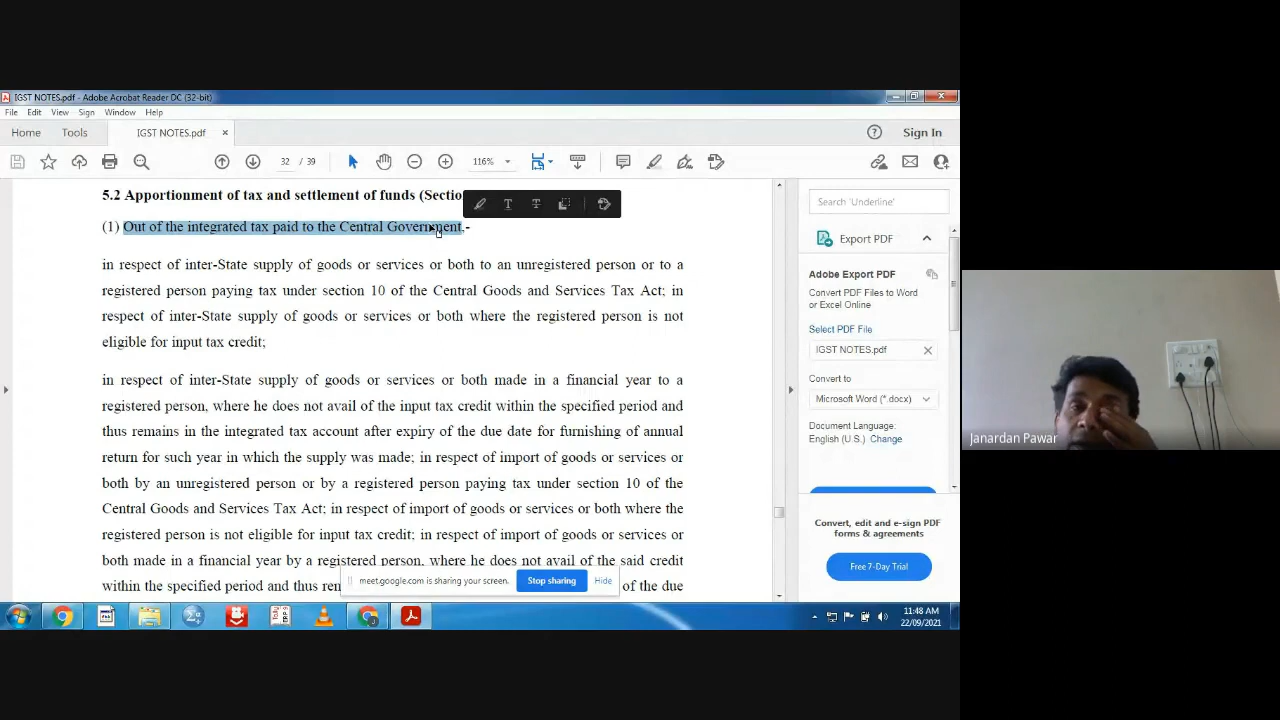 IGST NOTES.pdf - Adobe Acrobat Reader DC (32-bit)
File Edit View Sign Window Help
Home Tools IGST NOTES.pdf × Sign In
32 / 39 116%
5.2 Apportionment of tax and settlement of funds (Sectio
(1) Out of the integrated tax paid to the Central Government,-
in respect of inter-State supply of goods or services or both to an unregistered person or to a
registered person paying tax under section 10 of the Central Goods and Services Tax Act; in
respect of inter-State supply of goods or services or both where the registered person is not
eligible for input tax credit;
in respect of inter-State supply of goods or services or both made in a financial year to a
registered person, where he does not avail of the input tax credit within the specified period and
thus remains in the integrated tax account after expiry of the due date for furnishing of annual
return for such year in which the supply was made; in respect of import of goods or services or
both by an unregistered person or by a registered person paying tax under section 10 of the
Central Goods and Services Tax Act; in respect of import of goods or services or both where the
registered person is not eligible for input tax credit; in respect of import of goods or services or
both made in a financial year by a registered person, where he does not avail of the said credit
within the specified period and thus ren of the due
meet.google.com is sharing your screen. Stop sharing Hide
Search 'Underline'
Export PDF
Adobe Export PDF
Convert PDF Files to Word
or Excel Online
Select PDF File
IGST NOTES.pdf
Convert to
Microsoft Word (*.docx)
Document Language:
English (U.S.) Change
Convert, edit and e-sign PDF
forms & agreements
Free 7-Day Trial
11:48 AM
22/09/2021
Janardan Pawar